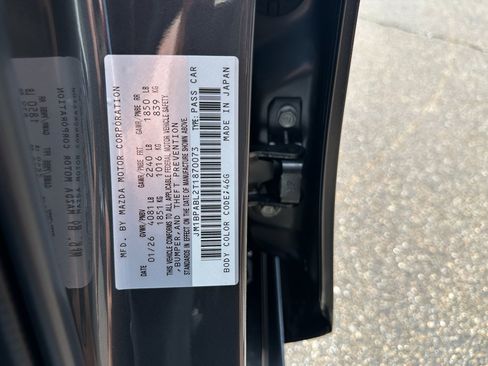 MFD. BY MAZDA MOTOR CORPORATION
DATE GVWR/PNBV GAWR/PNBE FRT GAWR/PNBE RR
01/26 4081 LB 2240 LB 1850 LB
1851 KG 1016 KG 839 KG
THIS VEHICLE CONFORMS TO ALL APPLICABLE FEDERAL MOTOR VEHICLE SAFETY
,BUMPER,AND THEFT PREVENTION
STANDARDS IN EFFECT ON THE DATE OF MANUFACTURE SHOWN ABOVE.
JM1BPABL2T1870073 TYPE:PASS CAR
BODY COLOR CODE:46G MADE IN JAPAN